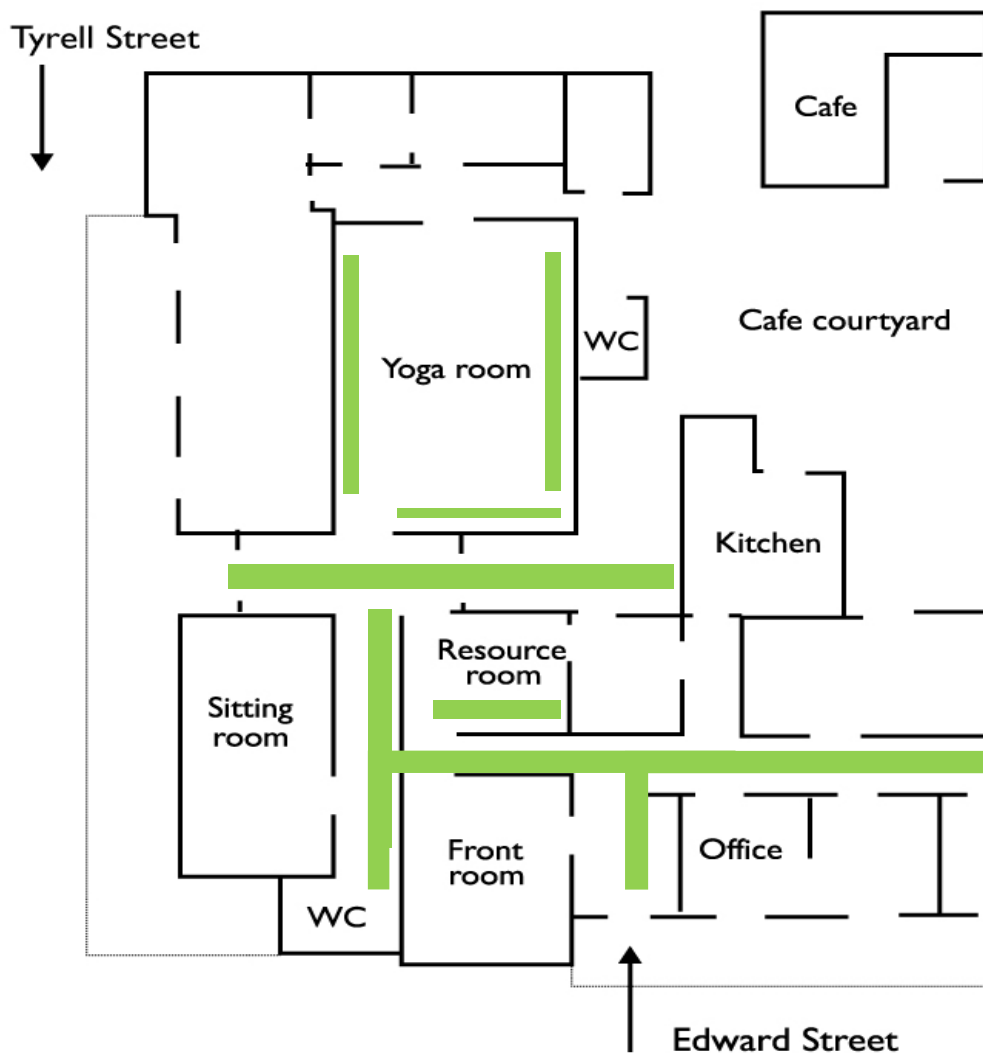 Tyrell Street
Cafe
Cafe courtyard
WC
Yoga room
Kitchen
Resource
room
Sitting
room
Front
room
Office
WC
Edward Street